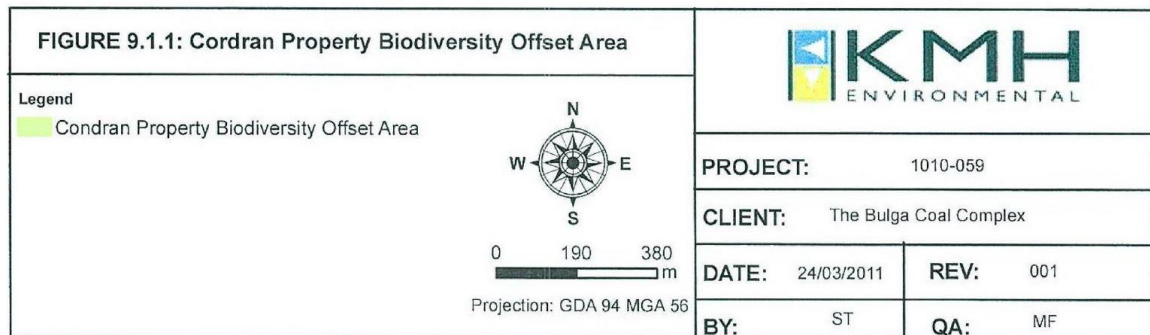 FIGURE 9.1.1: Cordran Property Biodiversity Offset Area
Legend
Condran Property Biodiversity Offset Area
N
W E
S
0 190 380
m
Projection: GDA 94 MGA 56
KMH
ENVIRONMENTAL
PROJECT: 1010-059
CLIENT: The Bulga Coal Complex
DATE: 24/03/2011 REV: 001
BY: ST QA: MF